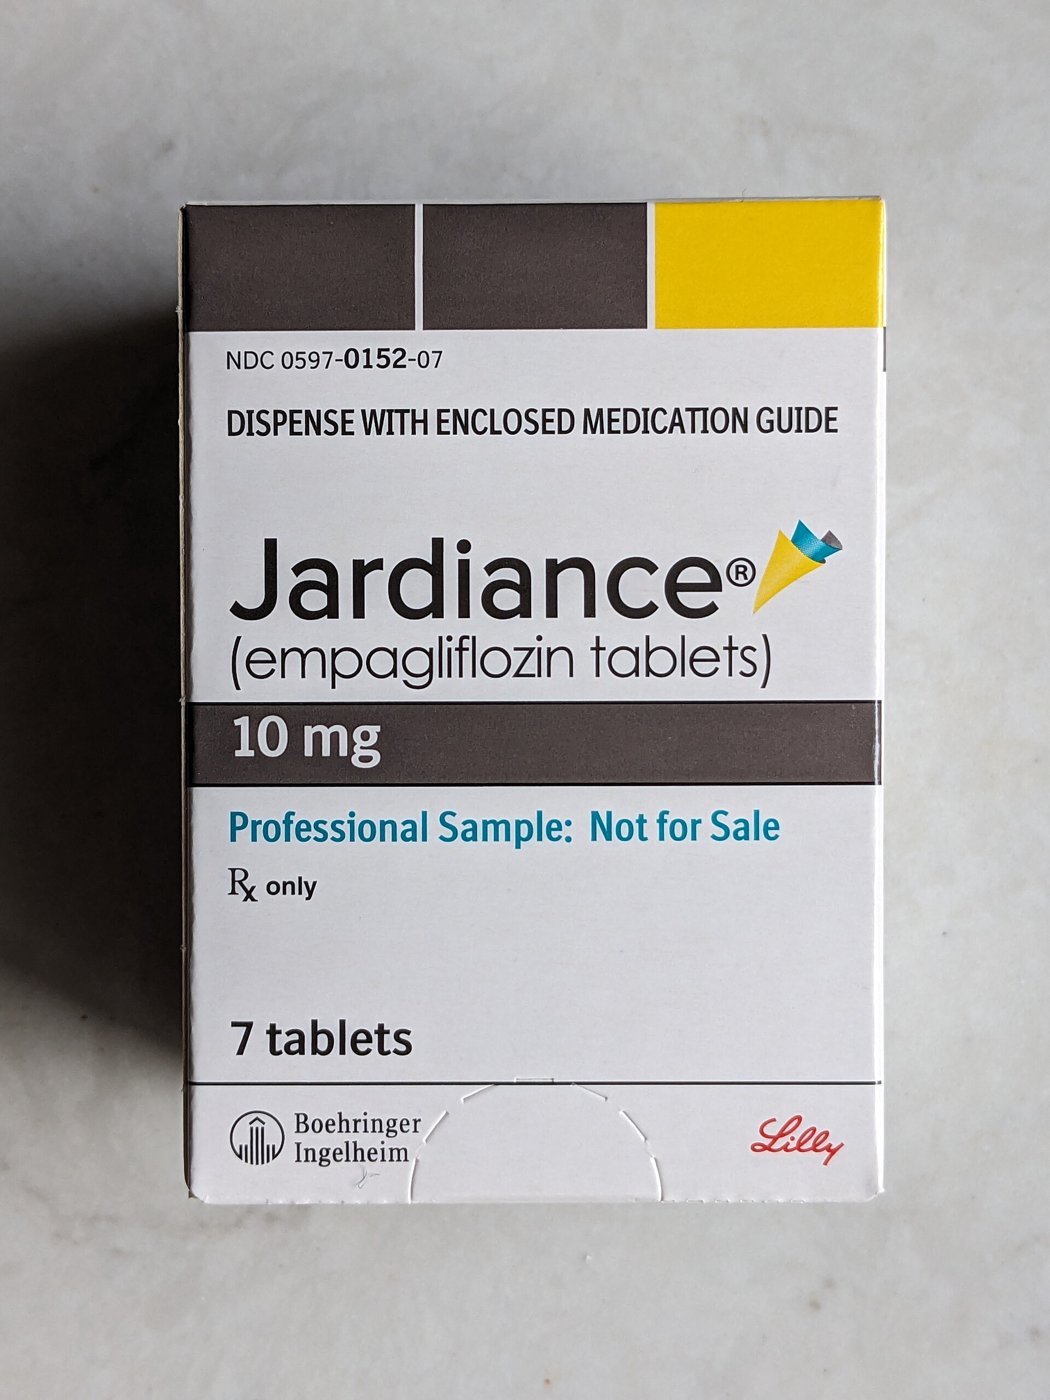 NDC 0597-0152-07
DISPENSE WITH ENCLOSED MEDICATION GUIDE
Jardiance®
(empagliflozin tablets)
10 mg
Professional Sample: Not for Sale
Rx only
7 tablets
Boehringer
Ingelheim
Lilly